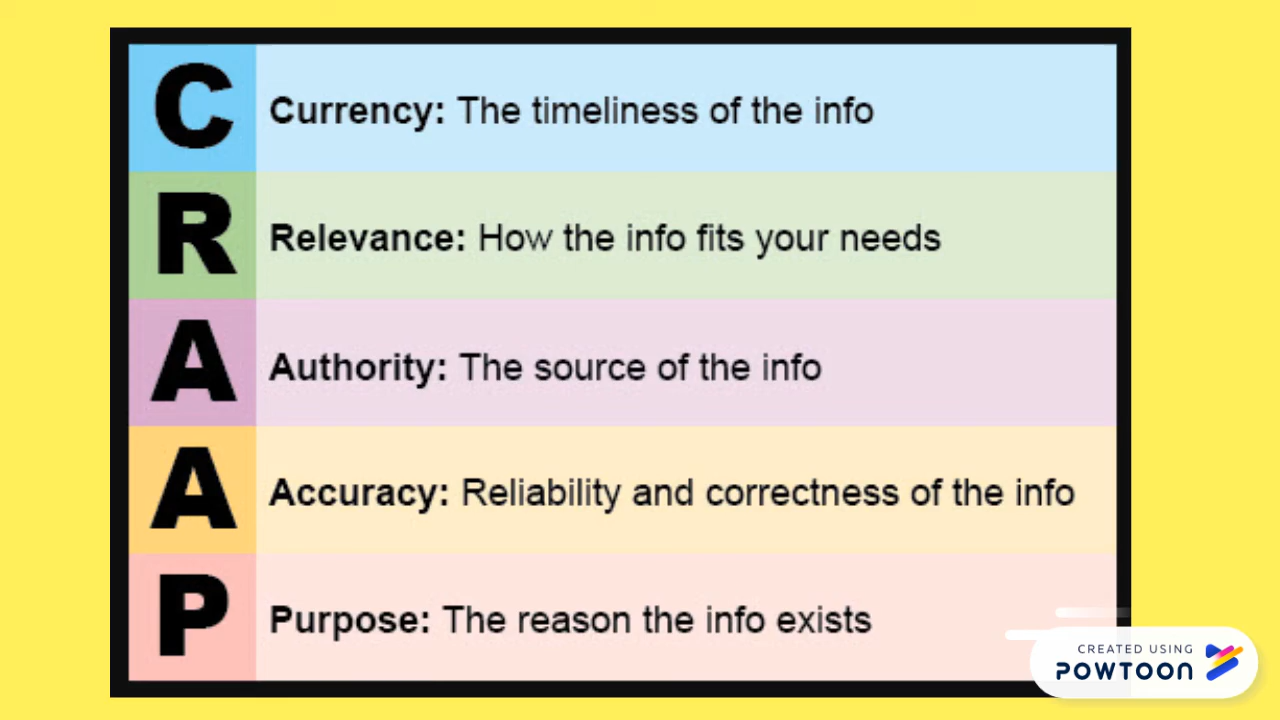 C
Currency: The timeliness of the info
R
Relevance: How the info fits your needs
A
Authority: The source of the info
A
Accuracy: Reliability and correctness of the info
P
Purpose: The reason the info exists
CREATED USING
POWTOON